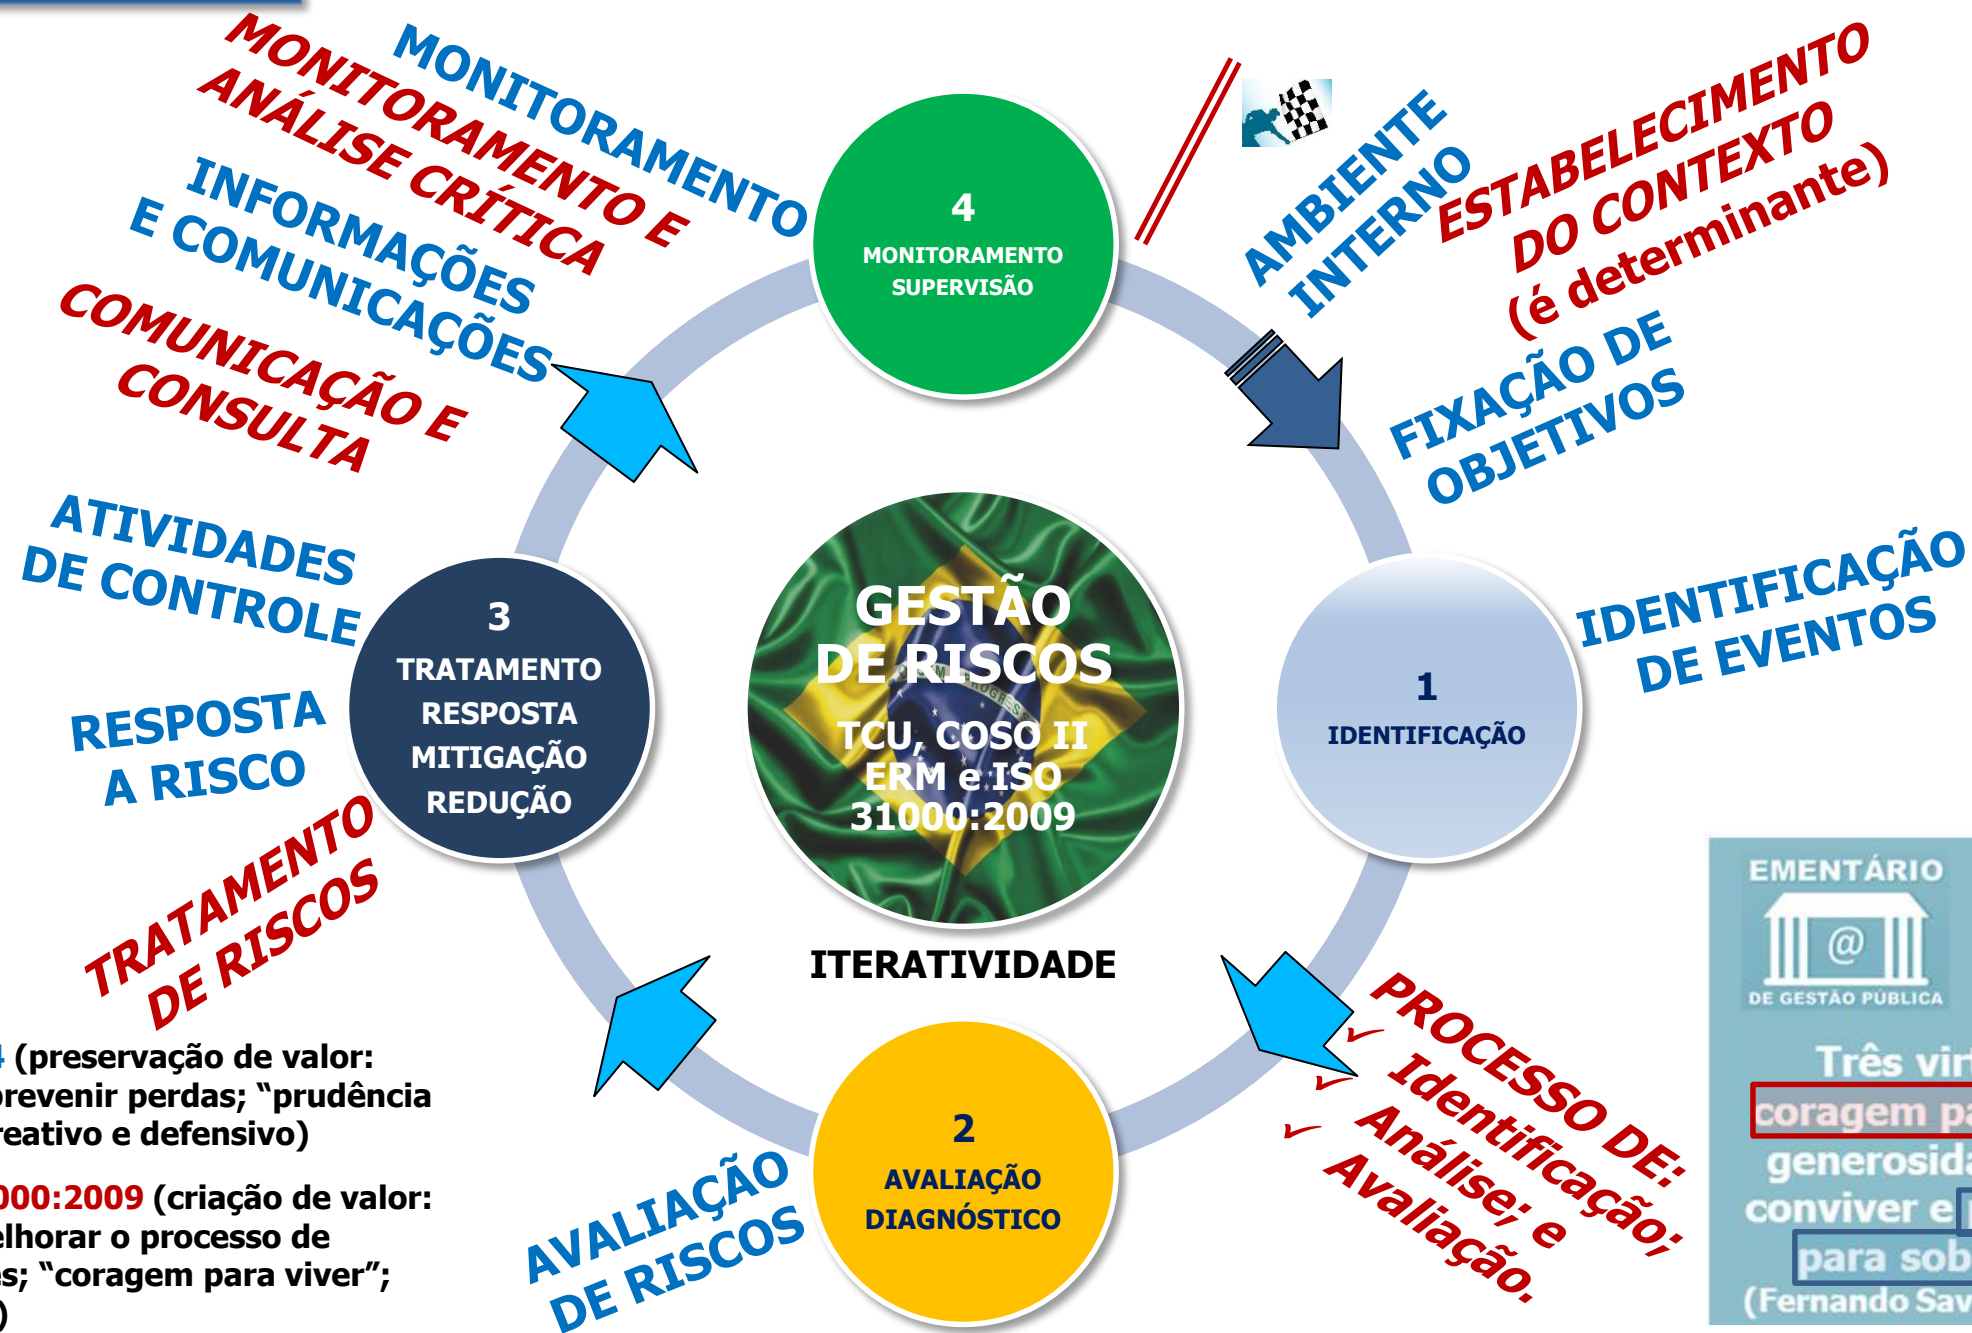 MONITORAMENTO
MONITORAMENTO E
ANÁLISE CRÍTICA
INFORMAÇÕES
E COMUNICAÇÕES
COMUNICAÇÃO E
CONSULTA
ATIVIDADES
DE CONTROLE
RESPOSTA
A RISCO
TRATAMENTO
DE RISCOS
4
MONITORAMENTO
SUPERVISÃO
AMBIENTE
INTERNO
ESTABELECIMENTO
DO CONTEXTO
(é determinante)
FIXAÇÃO DE
OBJETIVOS
IDENTIFICAÇÃO
DE EVENTOS
1
IDENTIFICAÇÃO
3
TRATAMENTO
RESPOSTA
MITIGAÇÃO
REDUÇÃO
GESTÃO
DE RISCOS
TCU, COSO II
ERM e ISO
31000:2009
ITERATIVIDADE
2
AVALIAÇÃO
DIAGNÓSTICO
AVALIAÇÃO
DE RISCOS
PROCESSO DE:
✓ Identificação;
✓ Análise; e
✓ Avaliação.
4 (preservação de valor:
prevenir perdas; “prudência
reativo e defensivo)
000:2009 (criação de valor:
elhorar o processo de
es; “coragem para viver”;
)
EMENTÁRIO
@
DE GESTÃO PÚBLICA
Três vir
coragem pa
generosida
conviver e
para sob
(Fernando Sav